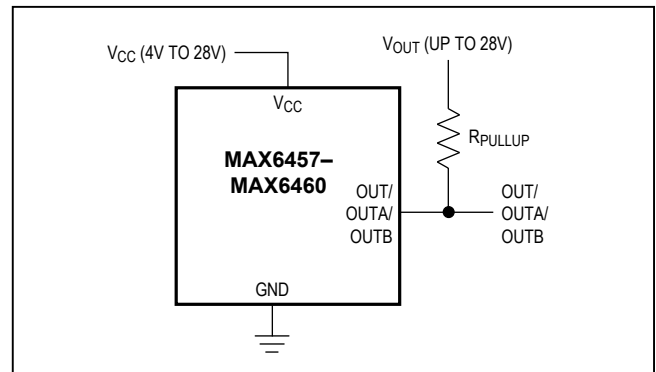 VCC (4V TO 28V)
VOUT (UP TO 28V)
VCC
RPULLUP
MAX6457–
MAX6460
OUT/
OUTA/
OUTB
OUT/
OUTA/
OUTB
GND